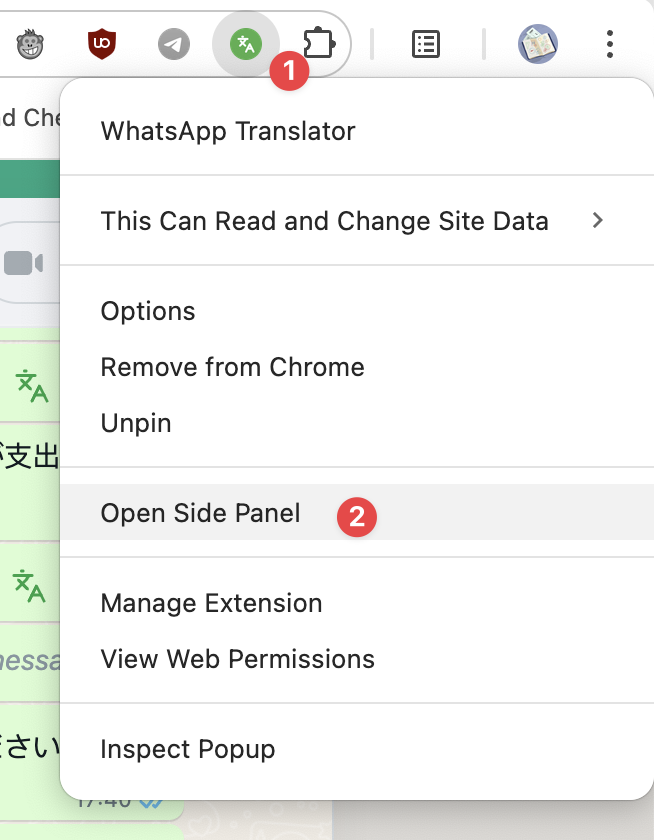 uo
1
d Che
WhatsApp Translator
This Can Read and Change Site Data
Options
Remove from Chrome
Unpin
支出
Open Side Panel
2
Manage Extension
nessa
View Web Permissions
ださい
Inspect Popup
17:40